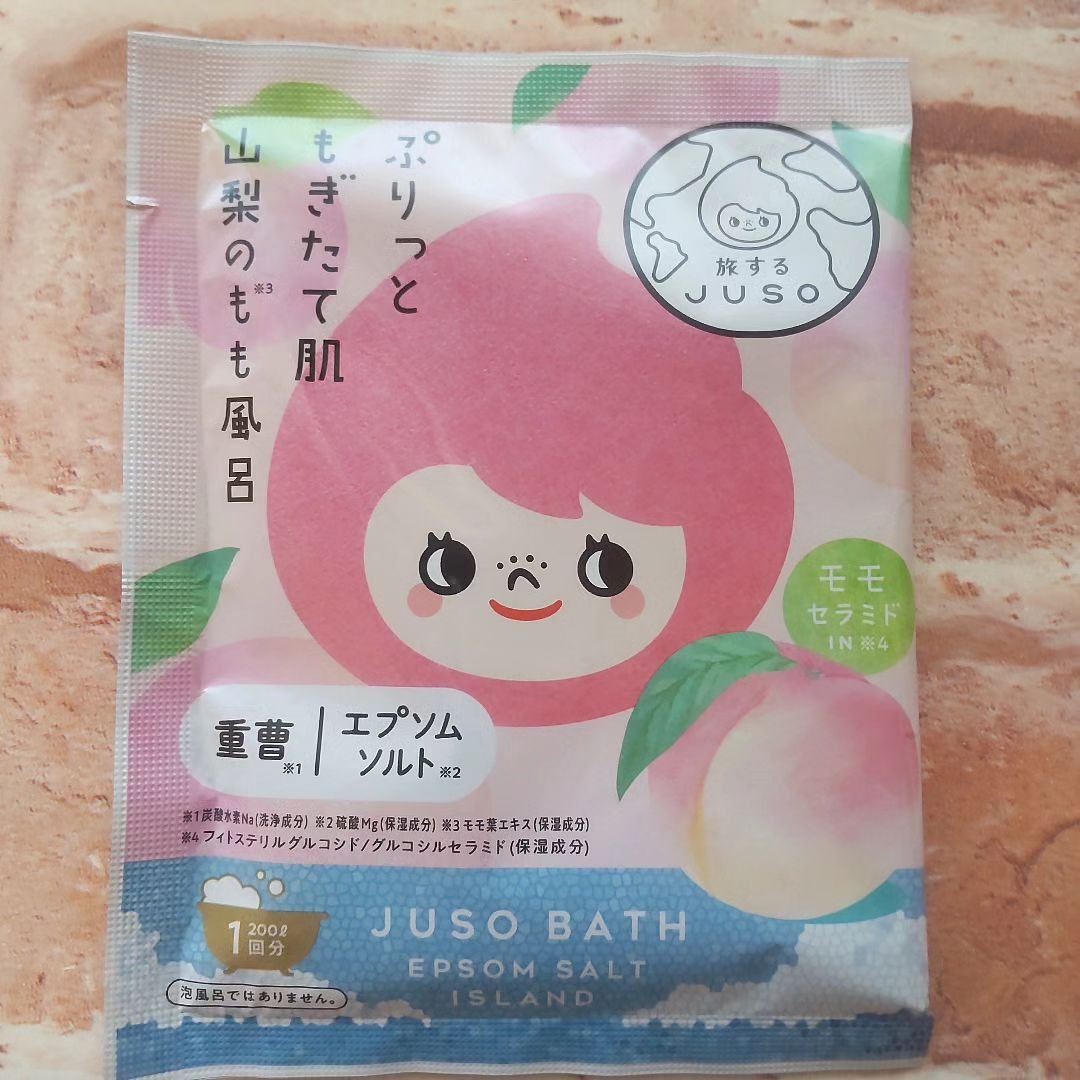 ぷりっと
もぎたて肌
山梨のもも風呂
※3
旅する
JUSO
モモ
セラミド
IN※4
重曹※1
エプソム
ソルト※2
※1炭酸水素Na(洗浄成分) ※2硫酸Mg(保湿成分) ※3モモ葉エキス(保湿成分)
※4フィトステリルグルコシド/グルコシルセラミド(保湿成分)
1回分
200ℓ
泡風呂ではありません。
JUSO BATH
EPSOM SALT
ISLAND